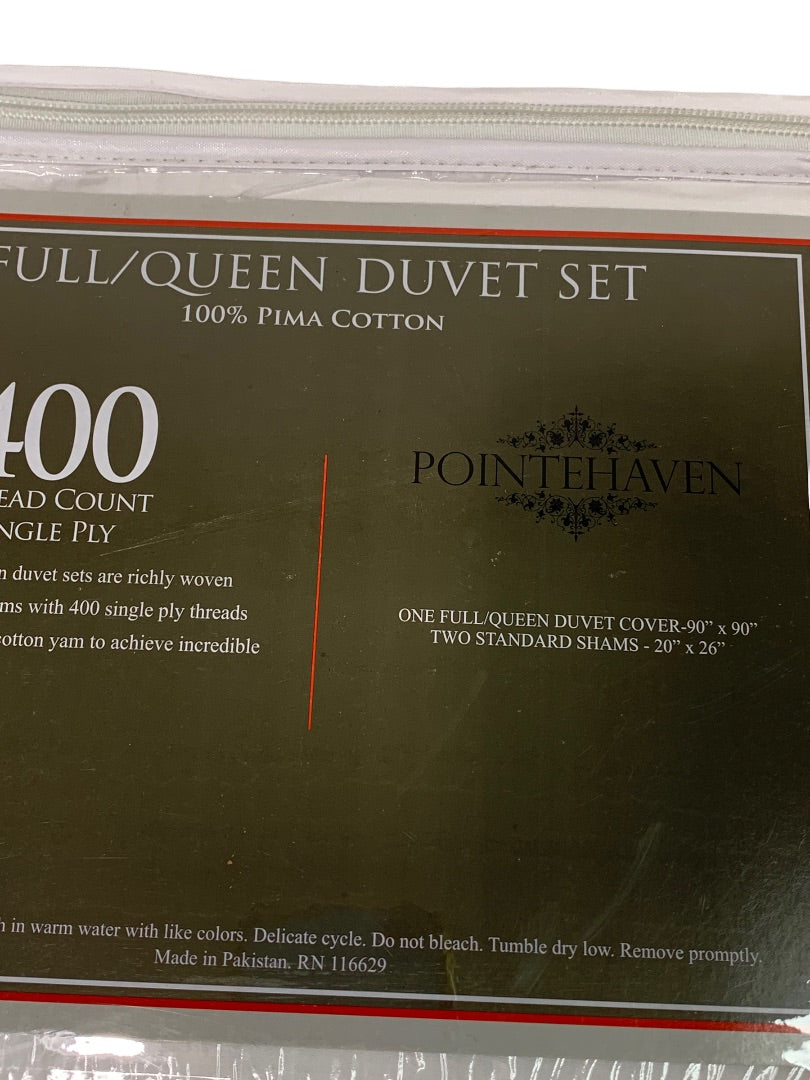 FULL/QUEEN DUVET SET
100% PIMA COTTON
400
EAD COUNT
NGLE PLY
n duvet sets are richly woven
ms with 400 single ply threads
cotton yam to achieve incredible
POINTEHAVEN
ONE FULL/QUEEN DUVET COVER-90” x 90”
TWO STANDARD SHAMS - 20” x 26”
h in warm water with like colors. Delicate cycle. Do not bleach. Tumble dry low. Remove promptly.
Made in Pakistan. RN 116629